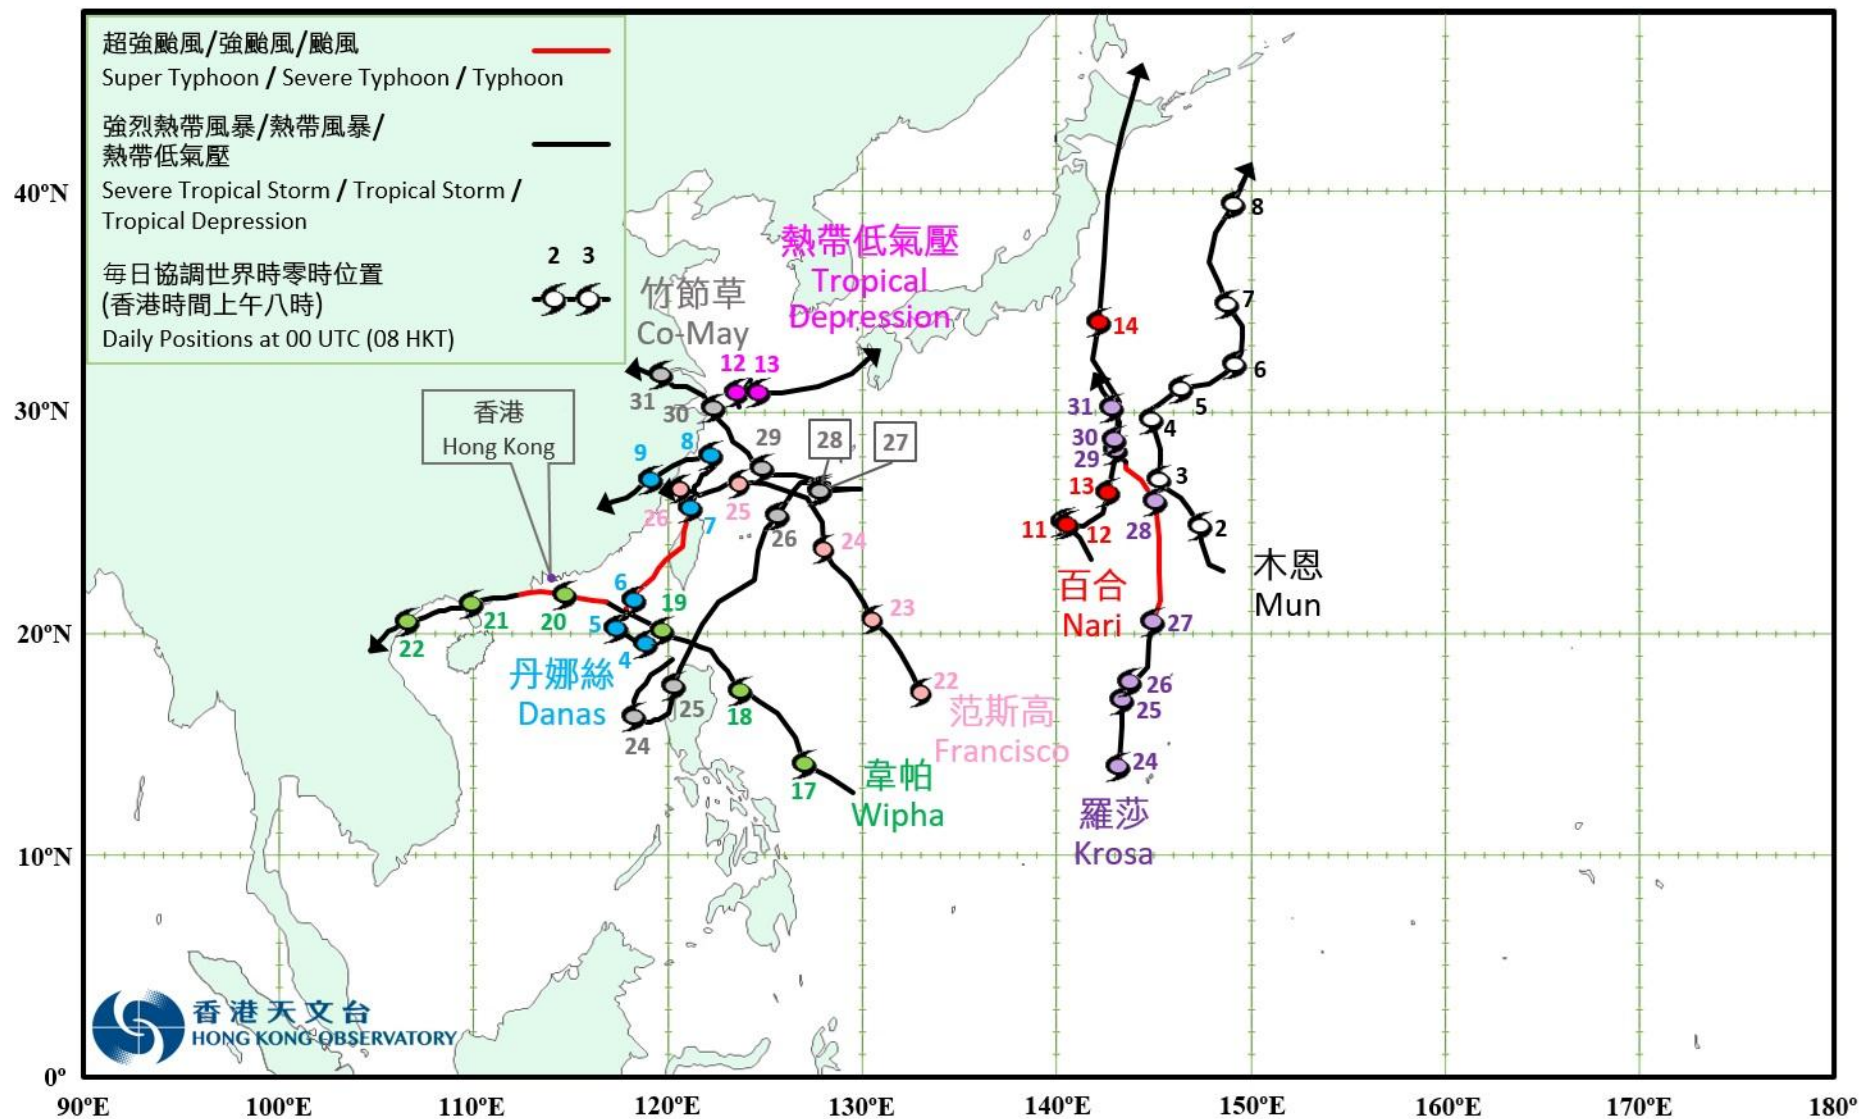 超強颱風/強颱風/颱風
Super Typhoon / Severe Typhoon / Typhoon
強烈熱帶風暴/熱帶風暴/
熱帶低氣壓
Severe Tropical Storm / Tropical Storm /
Tropical Depression
2 3
每日協調世界時零時位置
(香港時間上午八時)
Daily Positions at 00 UTC (08 HKT)
40°N
30°N
20°N
10°N
0°
90°E
100°E
110°E
120°E
130°E
140°E
150°E
160°E
170°E
180°
香港
Hong Kong
竹節草
Co-May
24
25
26
27
28
29
30
31
熱帶低氣壓
Tropical
Depression
12
13
丹娜絲
Danas
4
5
6
7
8
9
韋帕
Wipha
17
18
19
20
21
22
范斯高
Francisco
22
23
24
25
26
百合
Nari
11
12
13
14
羅莎
Krosa
24
25
26
27
28
29
30
31
木恩
Mun
2
3
4
5
6
7
8
香港天文台
HONG KONG OBSERVATORY